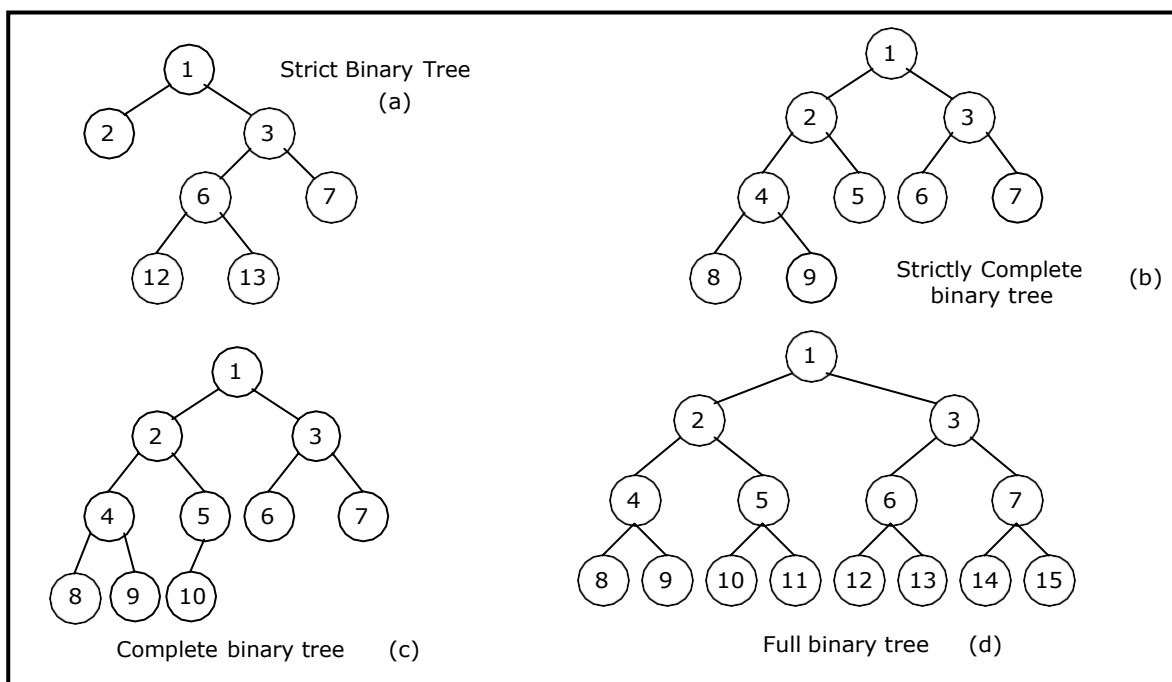 1
Strict Binary Tree
(a)
2 3
6 7
12 13
1
2 3
4 5 6 7
8 9
Strictly Complete (b)
binary tree
1
2 3
4 5 6 7
8 9 10
Complete binary tree (c)
1
2 3
4 5 6 7
8 9 10 11 12 13 14 15
Full binary tree (d)